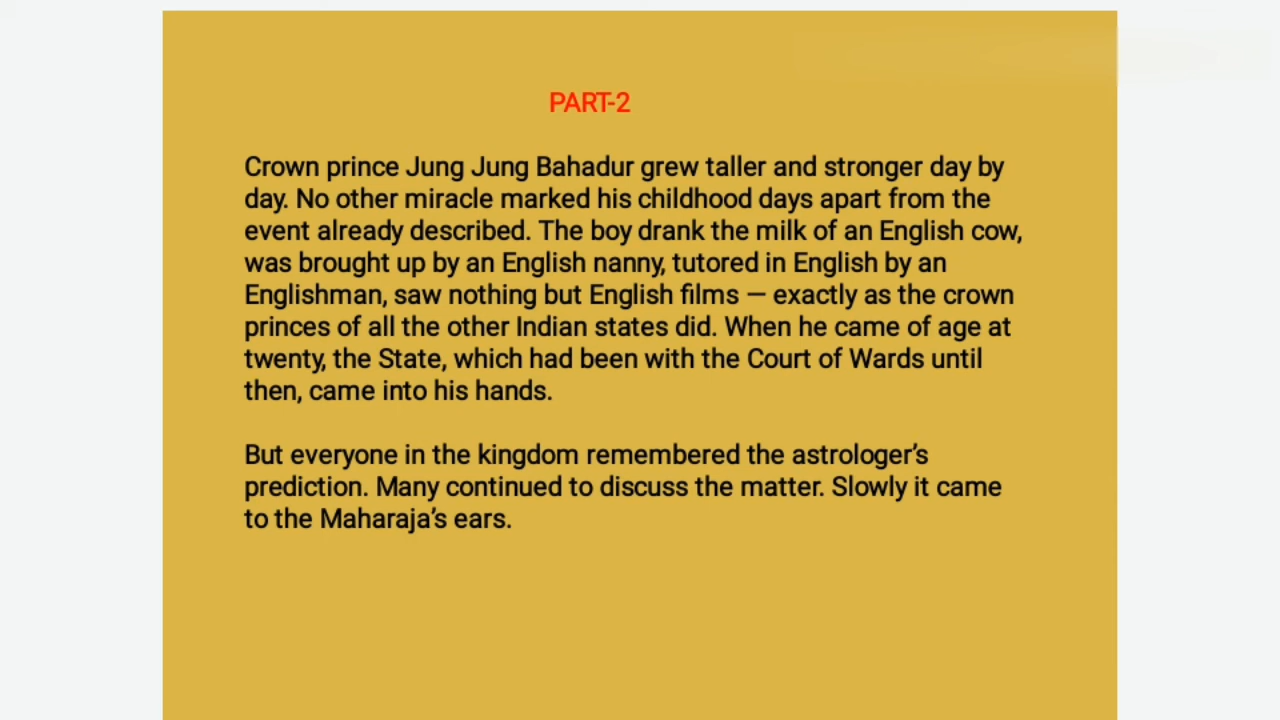 PART-2
Crown prince Jung Jung Bahadur grew taller and stronger day by
day. No other miracle marked his childhood days apart from the
event already described. The boy drank the milk of an English cow,
was brought up by an English nanny, tutored in English by an
Englishman, saw nothing but English films — exactly as the crown
princes of all the other Indian states did. When he came of age at
twenty, the State, which had been with the Court of Wards until
then, came into his hands.
But everyone in the kingdom remembered the astrologer’s
prediction. Many continued to discuss the matter. Slowly it came
to the Maharaja’s ears.